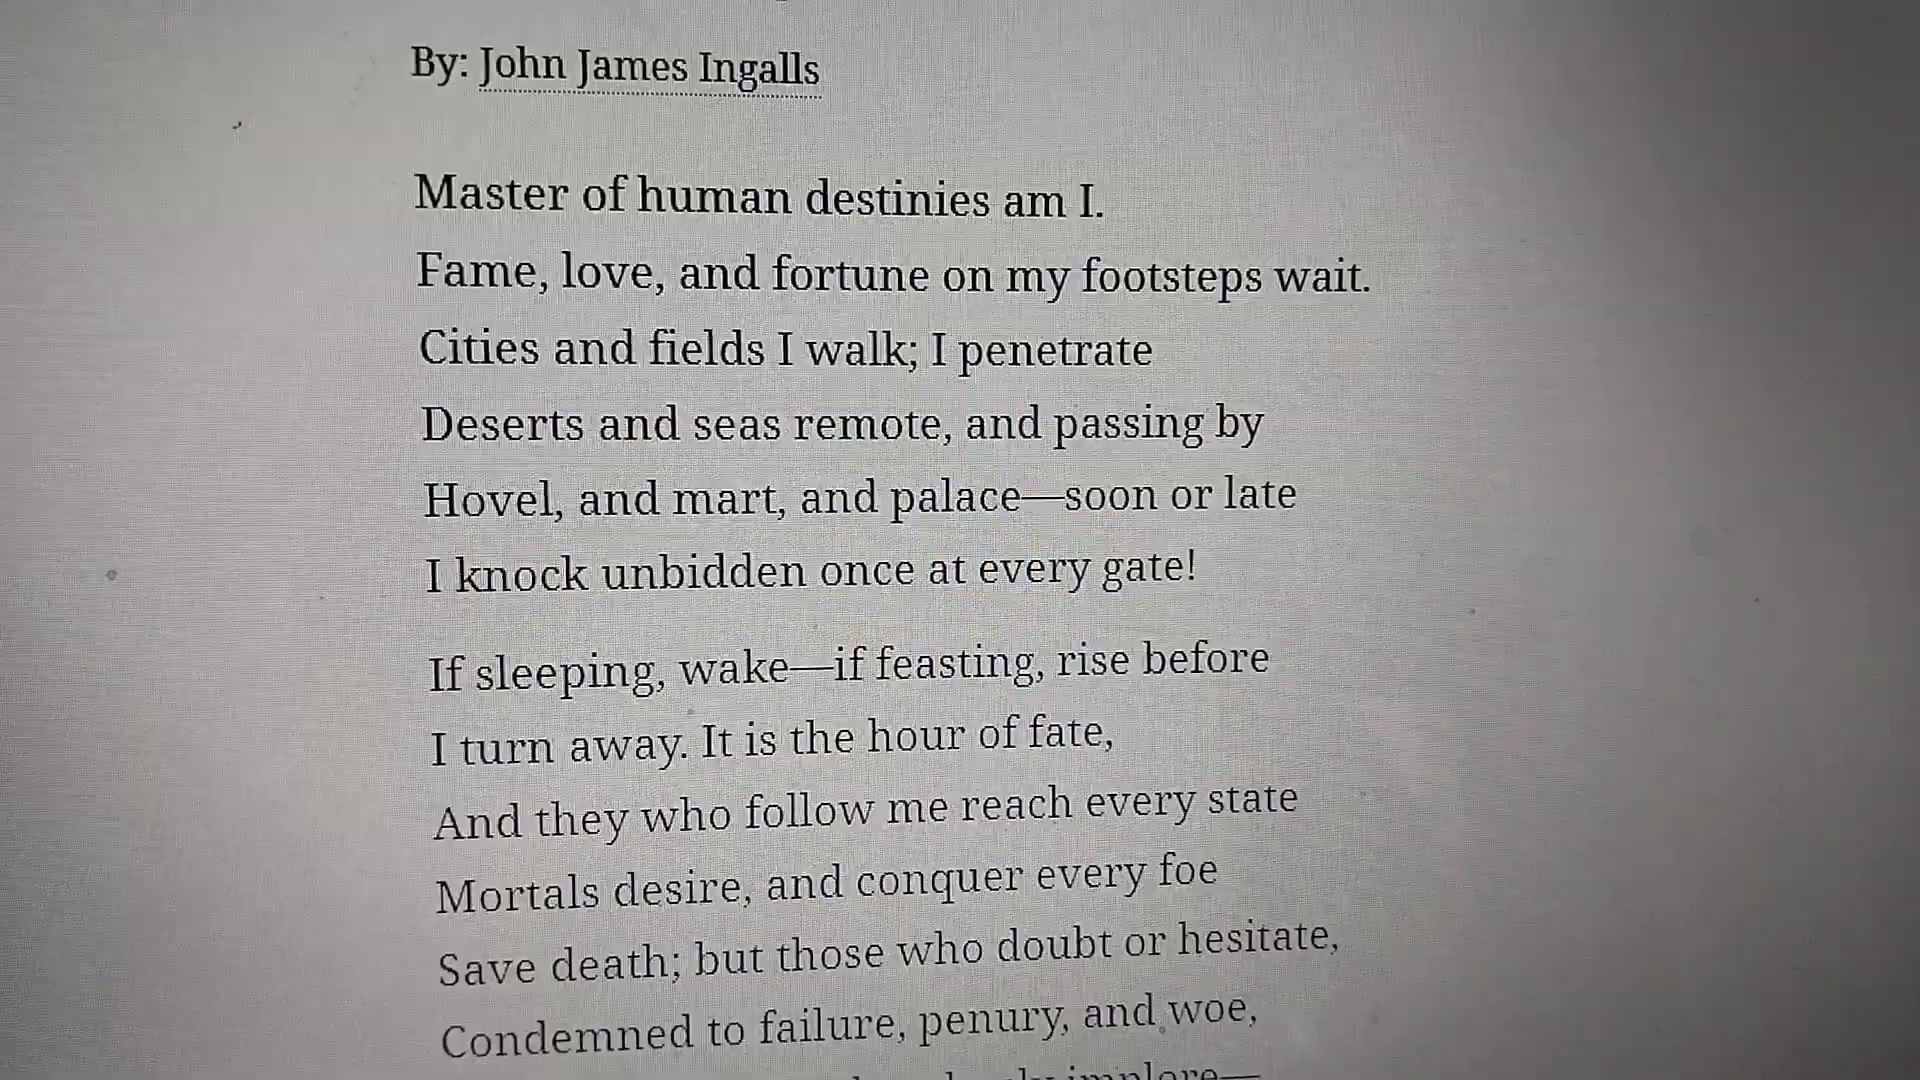 By: John James Ingalls
Master of human destinies am I.
Fame, love, and fortune on my footsteps wait.
Cities and fields I walk; I penetrate
Deserts and seas remote, and passing by
Hovel, and mart, and palace—soon or late
I knock unbidden once at every gate!
If sleeping, wake—if feasting, rise before
I turn away. It is the hour of fate,
And they who follow me reach every state
Mortals desire, and conquer every foe
Save death; but those who doubt or hesitate,
Condemned to failure, penury, and woe,
implore—